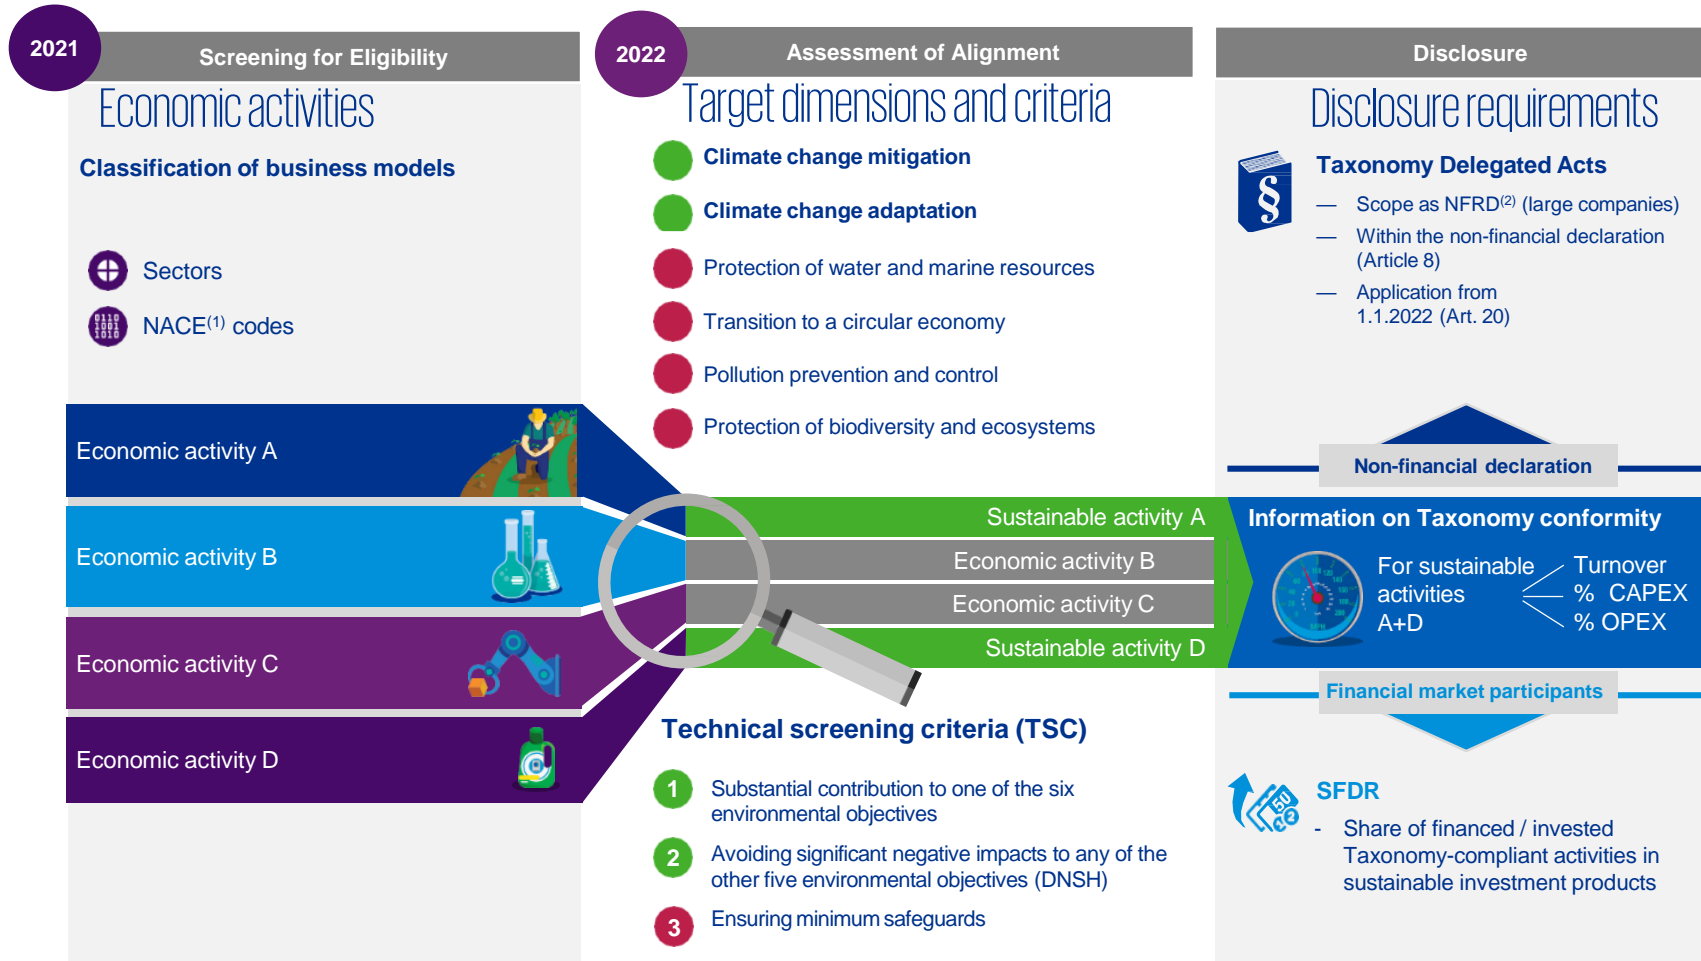 2021
Screening for Eligibility
Economic activities
Classification of business models
Sectors
NACE(1) codes
Economic activity A
Economic activity B
Economic activity C
Economic activity D
2022
Assessment of Alignment
Target dimensions and criteria
Climate change mitigation
Climate change adaptation
Protection of water and marine resources
Transition to a circular economy
Pollution prevention and control
Protection of biodiversity and ecosystems
Sustainable activity A
Economic activity B
Economic activity C
Sustainable activity D
Technical screening criteria (TSC)
1 Substantial contribution to one of the six
environmental objectives
2 Avoiding significant negative impacts to any of the
other five environmental objectives (DNSH)
3 Ensuring minimum safeguards
Disclosure
Disclosure requirements
§
Taxonomy Delegated Acts
— Scope as NFRD(2) (large companies)
— Within the non-financial declaration
(Article 8)
— Application from
1.1.2022 (Art. 20)
Non-financial declaration
Information on Taxonomy conformity
For sustainable
activities
A+D
Turnover
% CAPEX
% OPEX
Financial market participants
SFDR
- Share of financed / invested
Taxonomy-compliant activities in
sustainable investment products